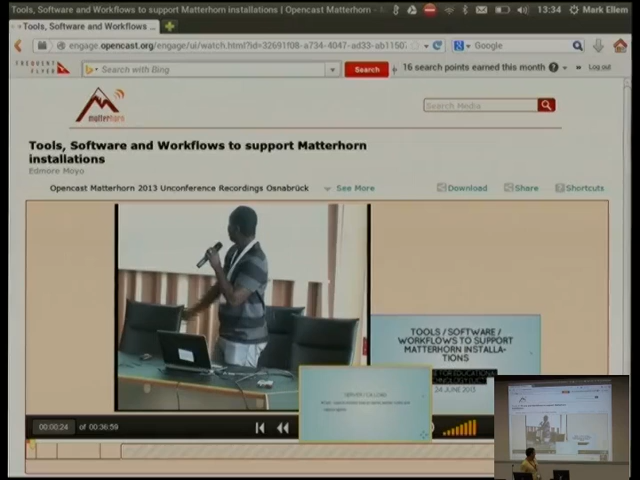 Tools, Software and Workflows to support Matterhorn installations | Opencast Matterhorn -
13:34 Mark Ellem
Tools, Software and Workflows to support Matterhorn ...
engage.opencast.org/engage/ui/watch.html?id=32691f08-a734-4047-ad33-ab1150
Google
FREQUENT FLYER
Search with Bing
Search
16 search points earned this month
Log out
matterhorn
Search Media
Tools, Software and Workflows to support Matterhorn
installations
Edmore Moyo
Opencast Matterhorn 2013 Unconference Recordings Osnabrück
See More
Download
Share
Shortcuts
TOOLS / SOFTWARE /
WORKFLOWS TO SUPPORT
MATTERHORN INSTALLA-
TIONS
24 JUNE 2013
00:00:24 of 00:36:59